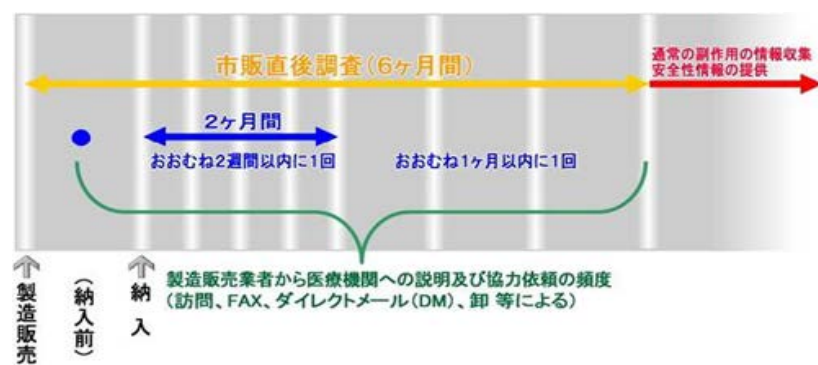 市販直後調査(6ヶ月間)
通常の副作用の情報収集
安全性情報の提供
2ヶ月間
おおむね2週間以内に1回
おおむね1ヶ月以内に1回
製造販売
(納入前)
納入
製造販売業者から医療機関への説明及び協力依頼の頻度
(訪問、FAX、ダイレクトメール(DM)、卸 等による)